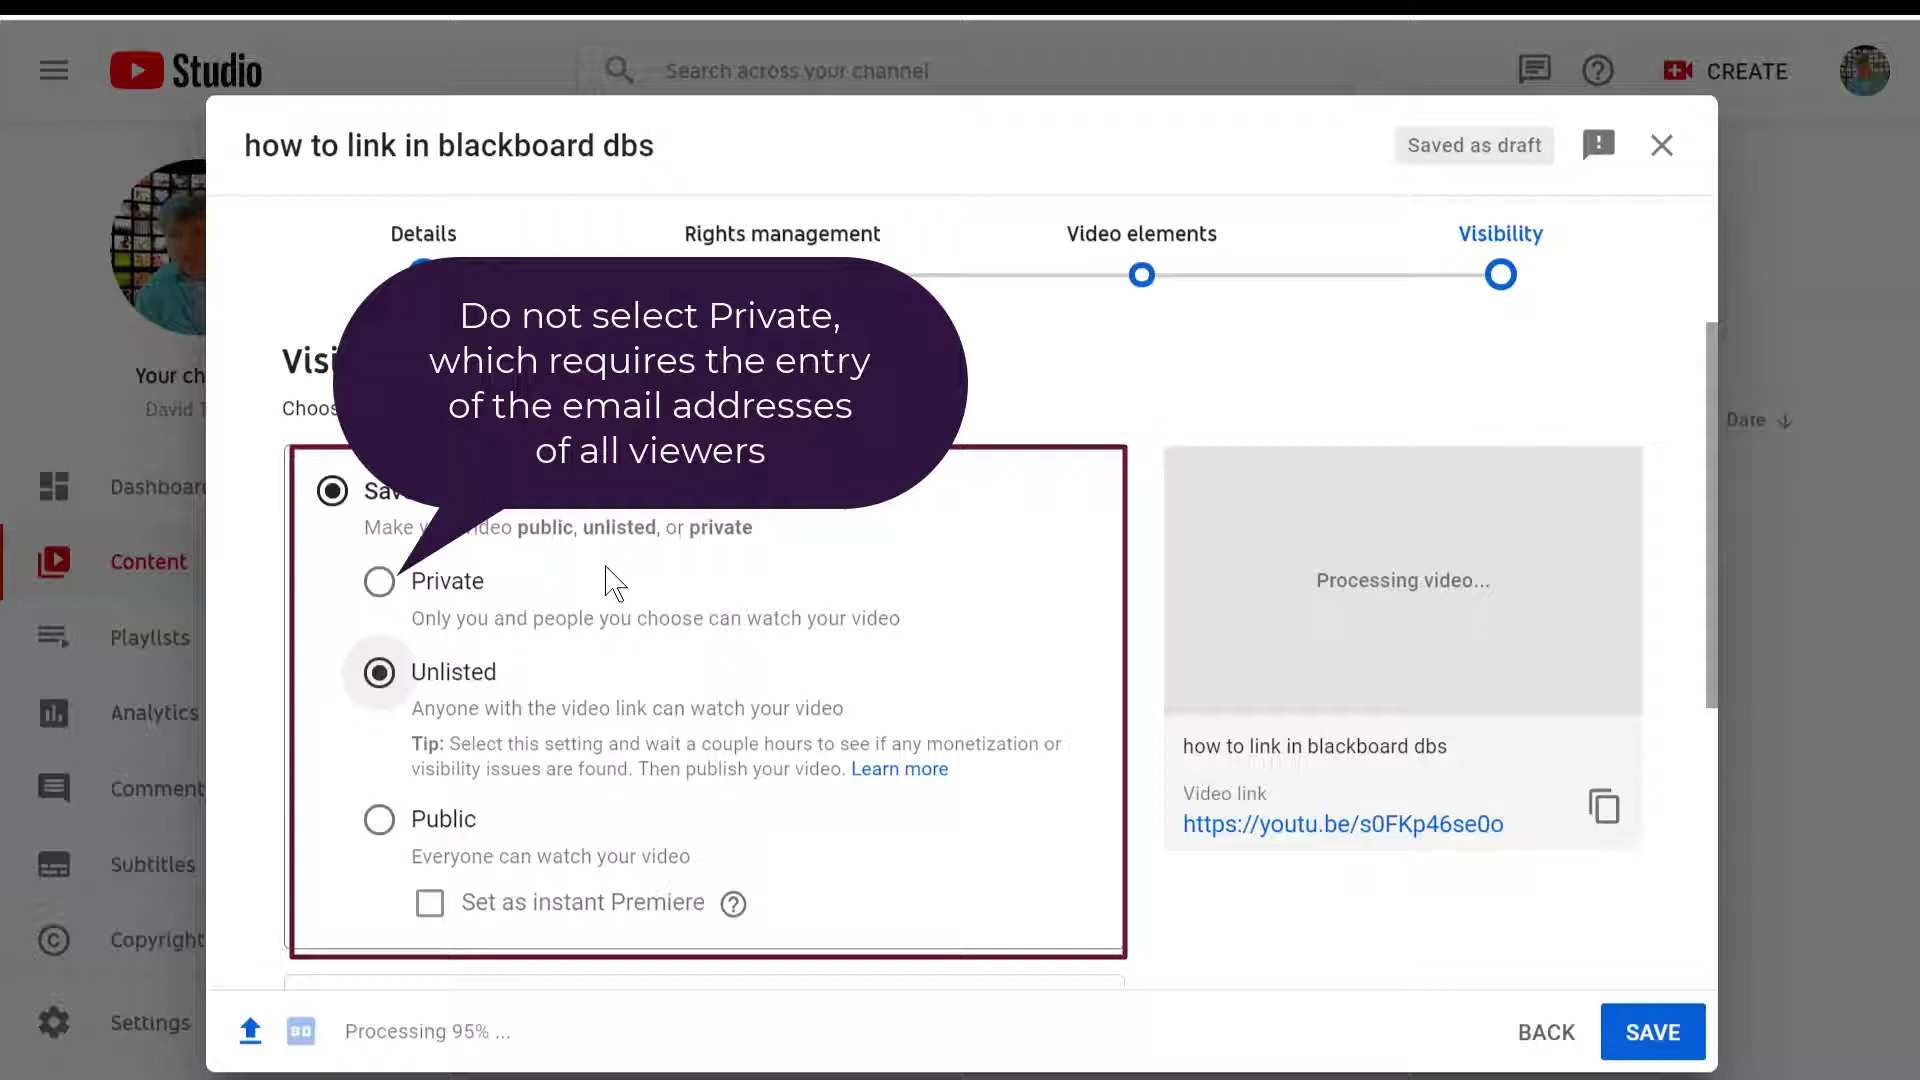 Studio
Search across your channel
CREATE
how to link in blackboard dbs
Saved as draft
Details
Rights management
Video elements
Visibility
Do not select Private,
which requires the entry
of the email addresses
of all viewers
Your ch
David T
Date
Make video public, unlisted, or private
Private
Only you and people you choose can watch your video
Unlisted
Anyone with the video link can watch your video
Tip: Select this setting and wait a couple hours to see if any monetization or
visibility issues are found. Then publish your video. Learn more
Public
Everyone can watch your video
Set as instant Premiere
Processing video...
how to link in blackboard dbs
Video link
https://youtu.be/s0FKp46se0o
Dashboar
Content
Playlists
Analytics
Comment
Subtitles
Copyright
Settings
SD
Processing 95% ...
BACK
SAVE